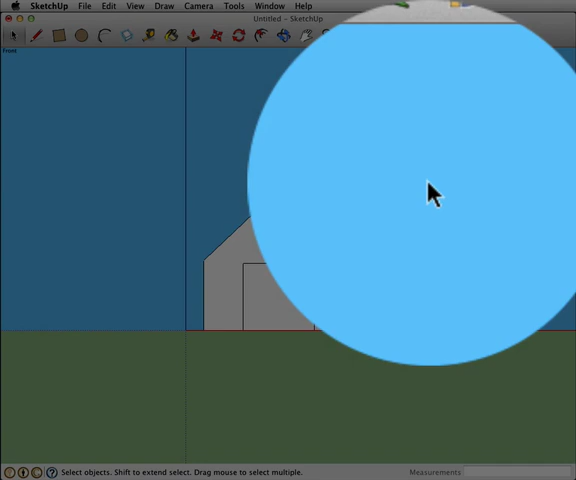 SketchUp File Edit View Draw Camera Tools Window Help
Untitled - SketchUp
Front
Select objects. Shift to extend select. Drag mouse to select multiple. Measurements